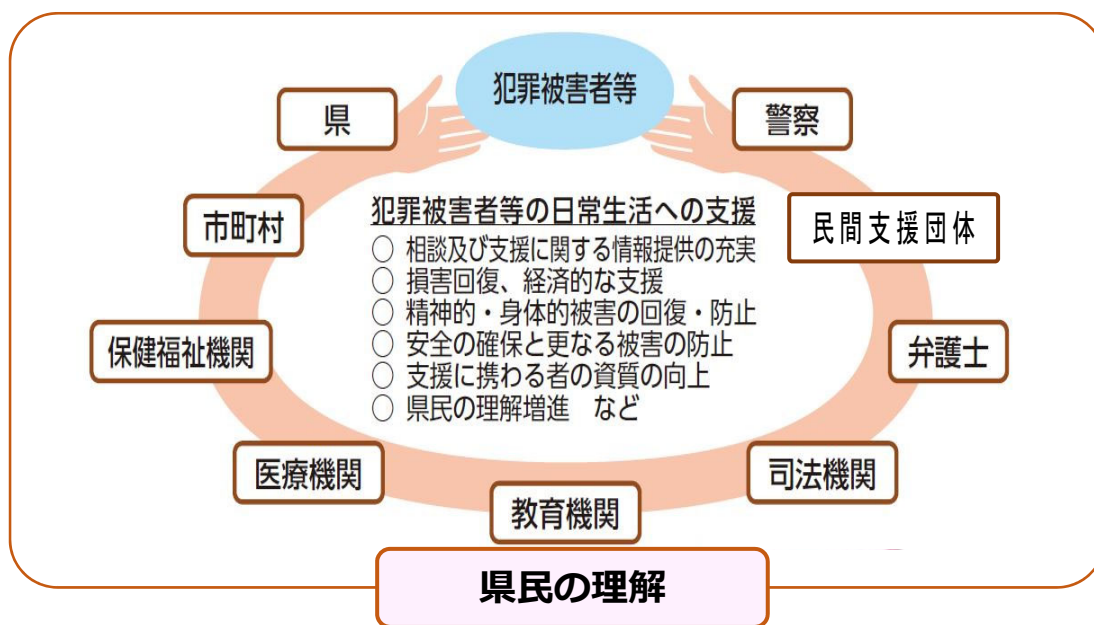 犯罪被害者等
県
警察
市町村
民間支援団体
犯罪被害者等の日常生活への支援
○ 相談及び支援に関する情報提供の充実
○ 損害回復、経済的な支援
○ 精神的・身体的被害の回復・防止
○ 安全の確保と更なる被害の防止
○ 支援に携わる者の資質の向上
○ 県民の理解増進　など
保健福祉機関
弁護士
医療機関
司法機関
教育機関
県民の理解